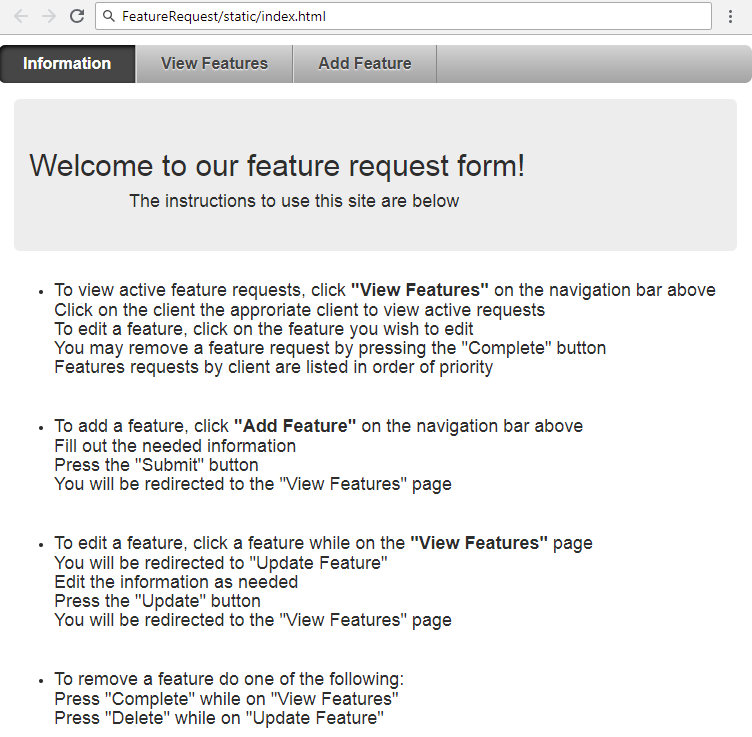 FeatureRequest/static/index.html
Information View Features Add Feature
Welcome to our feature request form!
The instructions to use this site are below
To view active feature requests, click "View Features" on the navigation bar above
Click on the client the approriate client to view active requests
To edit a feature, click on the feature you wish to edit
You may remove a feature request by pressing the "Complete" button
Features requests by client are listed in order of priority
To add a feature, click "Add Feature" on the navigation bar above
Fill out the needed information
Press the "Submit" button
You will be redirected to the "View Features" page
To edit a feature, click a feature while on the "View Features" page
You will be redirected to "Update Feature"
Edit the information as needed
Press the "Update" button
You will be redirected to the "View Features" page
To remove a feature do one of the following:
Press "Complete" while on "View Features"
Press "Delete" while on "Update Feature"